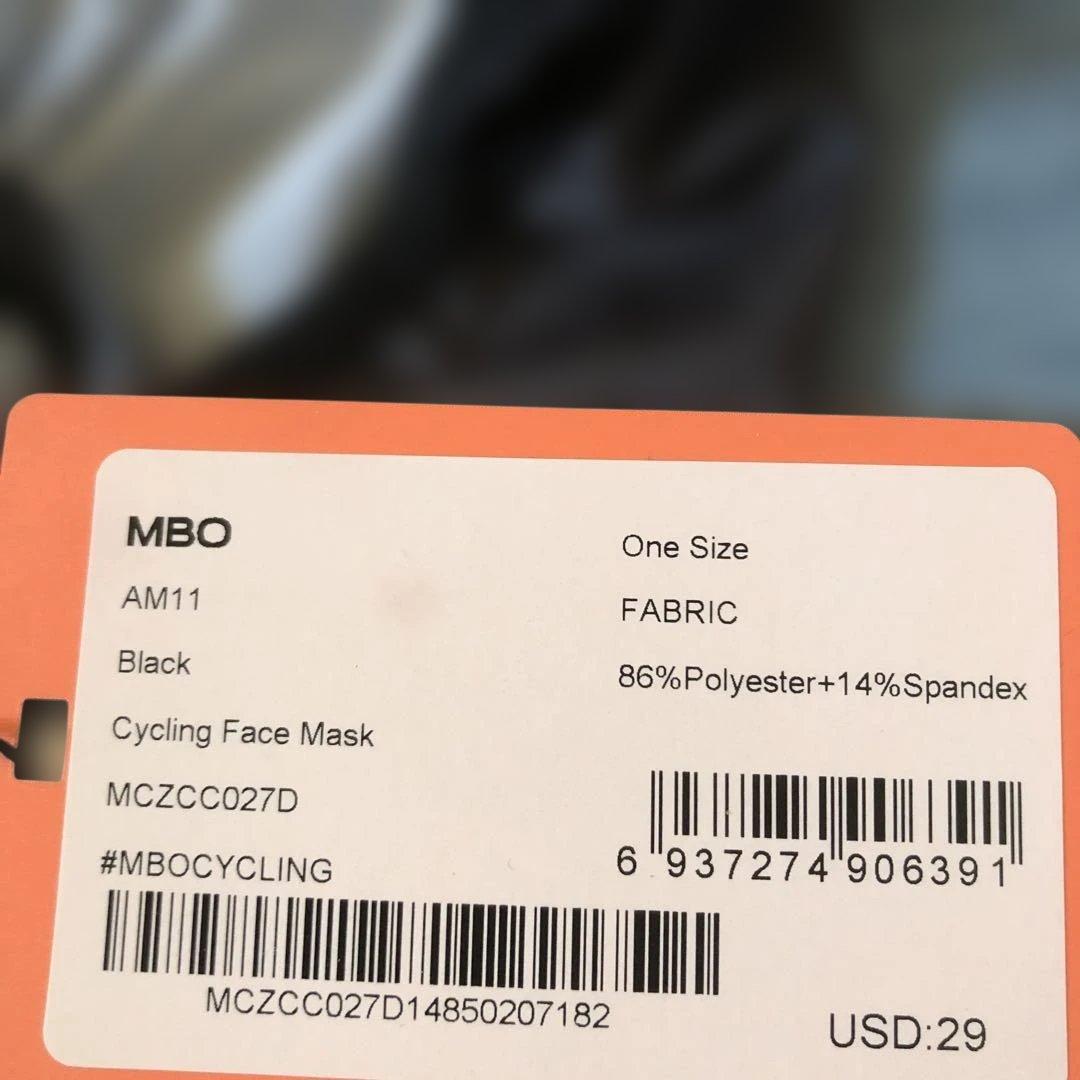 MBO
AM11
Black
Cycling Face Mask
MCZCC027D
#MBOCYCLING
MCZCC027D14850207182
One Size
FABRIC
86%Polyester+14%Spandex
6 937274 906391
USD:29